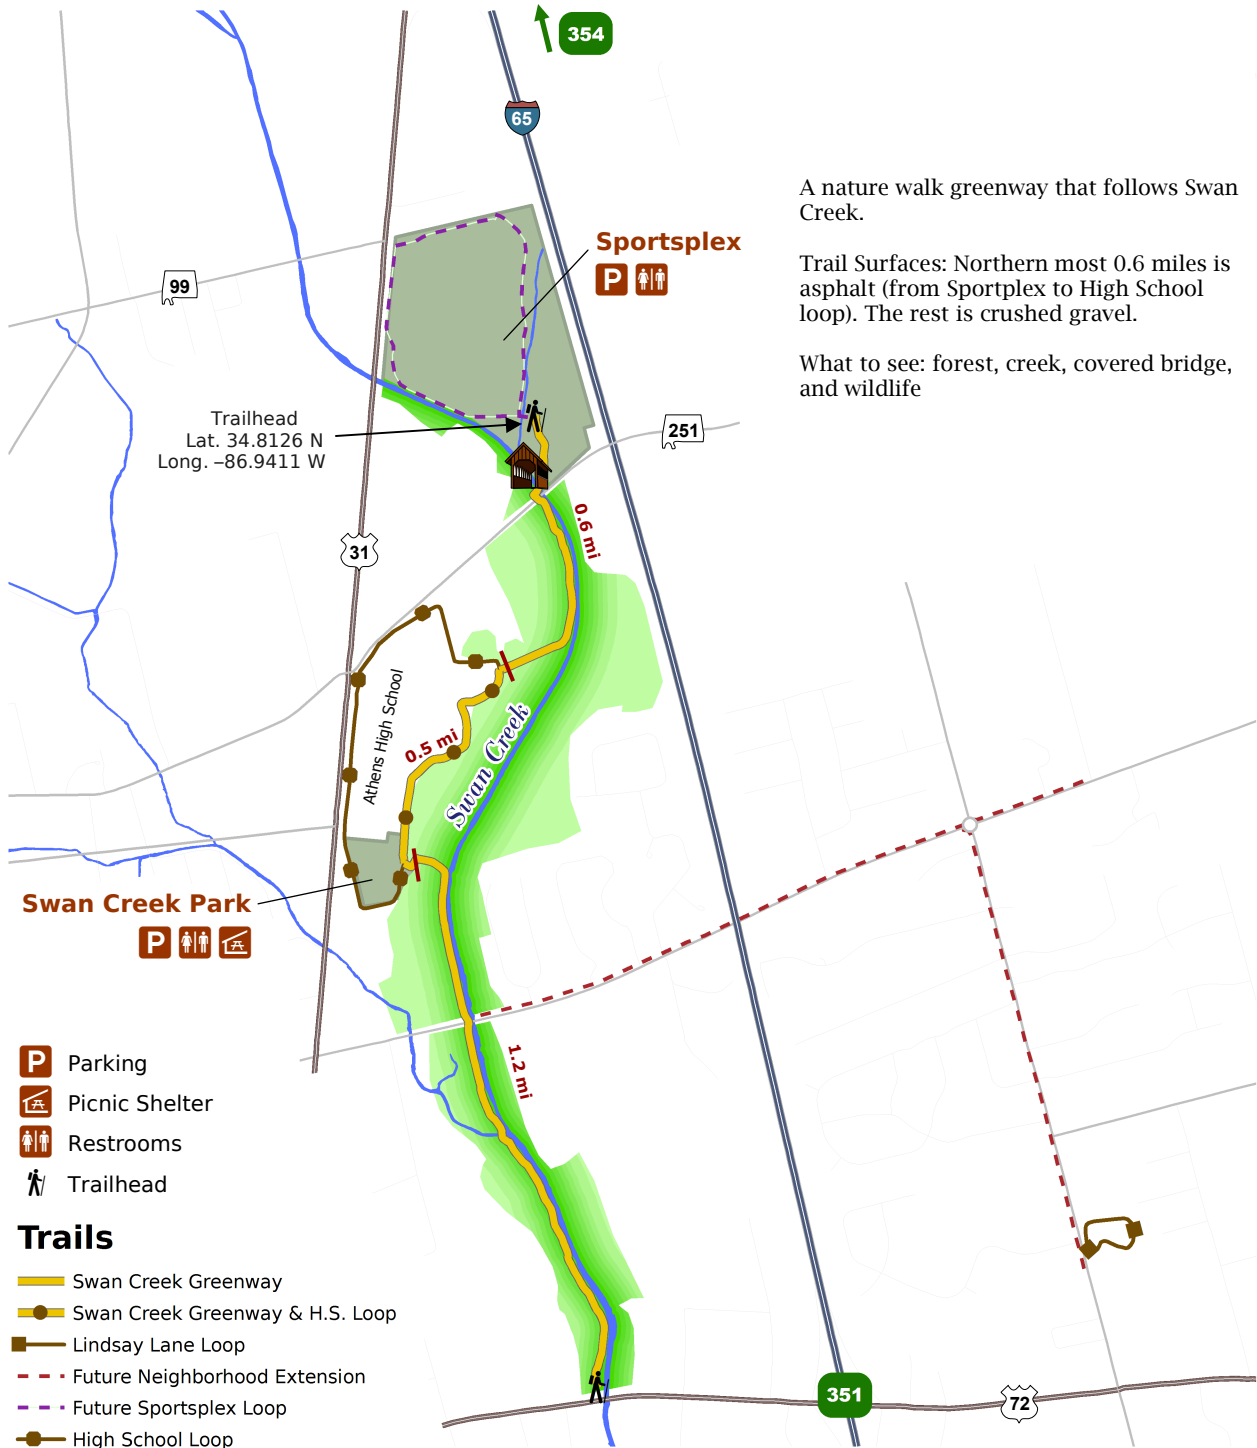 354
65
A nature walk greenway that follows Swan
Creek.
Trail Surfaces: Northern most 0.6 miles is
asphalt (from Sportplex to High School
loop). The rest is crushed gravel.
What to see: forest, creek, covered bridge,
and wildlife
Sportsplex
P
99
Trailhead
Lat. 34.8126 N
Long. –86.9411 W
251
0.6 mi
31
Athens High School
0.5 mi
Swan Creek
Swan Creek Park
P
1.2 mi
P Parking
Picnic Shelter
Restrooms
Trailhead
Trails
Swan Creek Greenway
Swan Creek Greenway & H.S. Loop
Lindsay Lane Loop
Future Neighborhood Extension
Future Sportsplex Loop
High School Loop
351
72